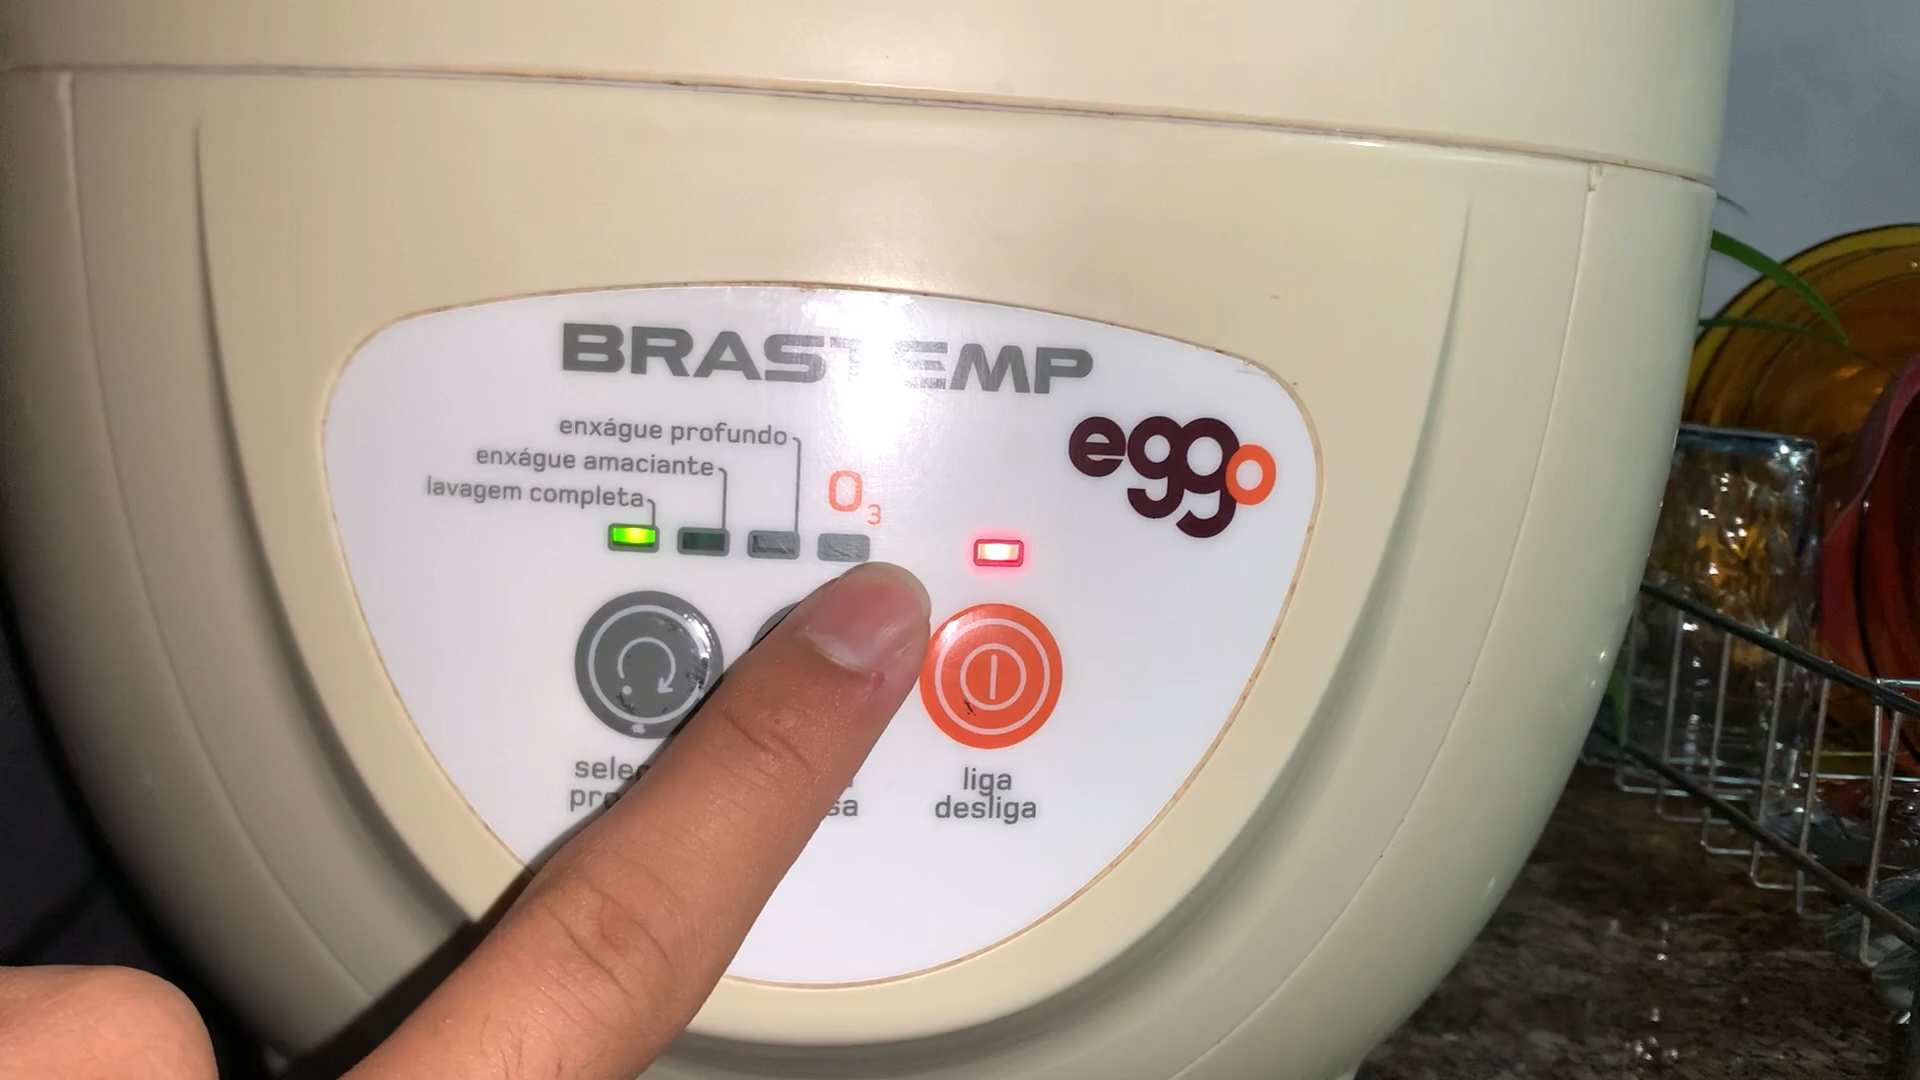 BRASTEMP
enxágue profundo
enxágue amaciante
lavagem completa
O3
eggo
liga
desliga